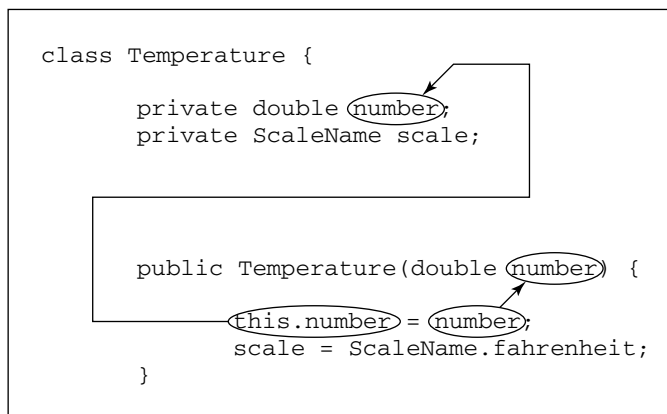 class Temperature {
private double number;
private ScaleName scale;
public Temperature(double number) {
this.number = number;
scale = ScaleName.fahrenheit;
}